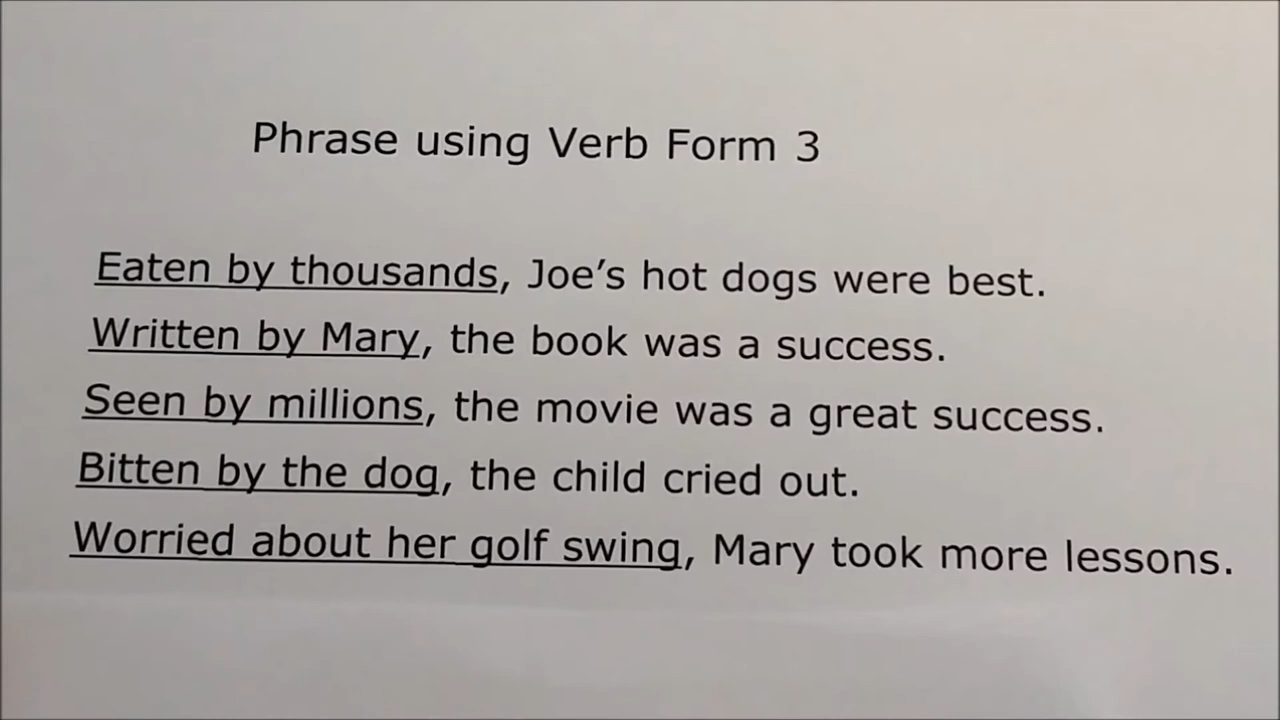 Phrase using Verb Form 3
Eaten by thousands, Joe’s hot dogs were best.
Written by Mary, the book was a success.
Seen by millions, the movie was a great success.
Bitten by the dog, the child cried out.
Worried about her golf swing, Mary took more lessons.